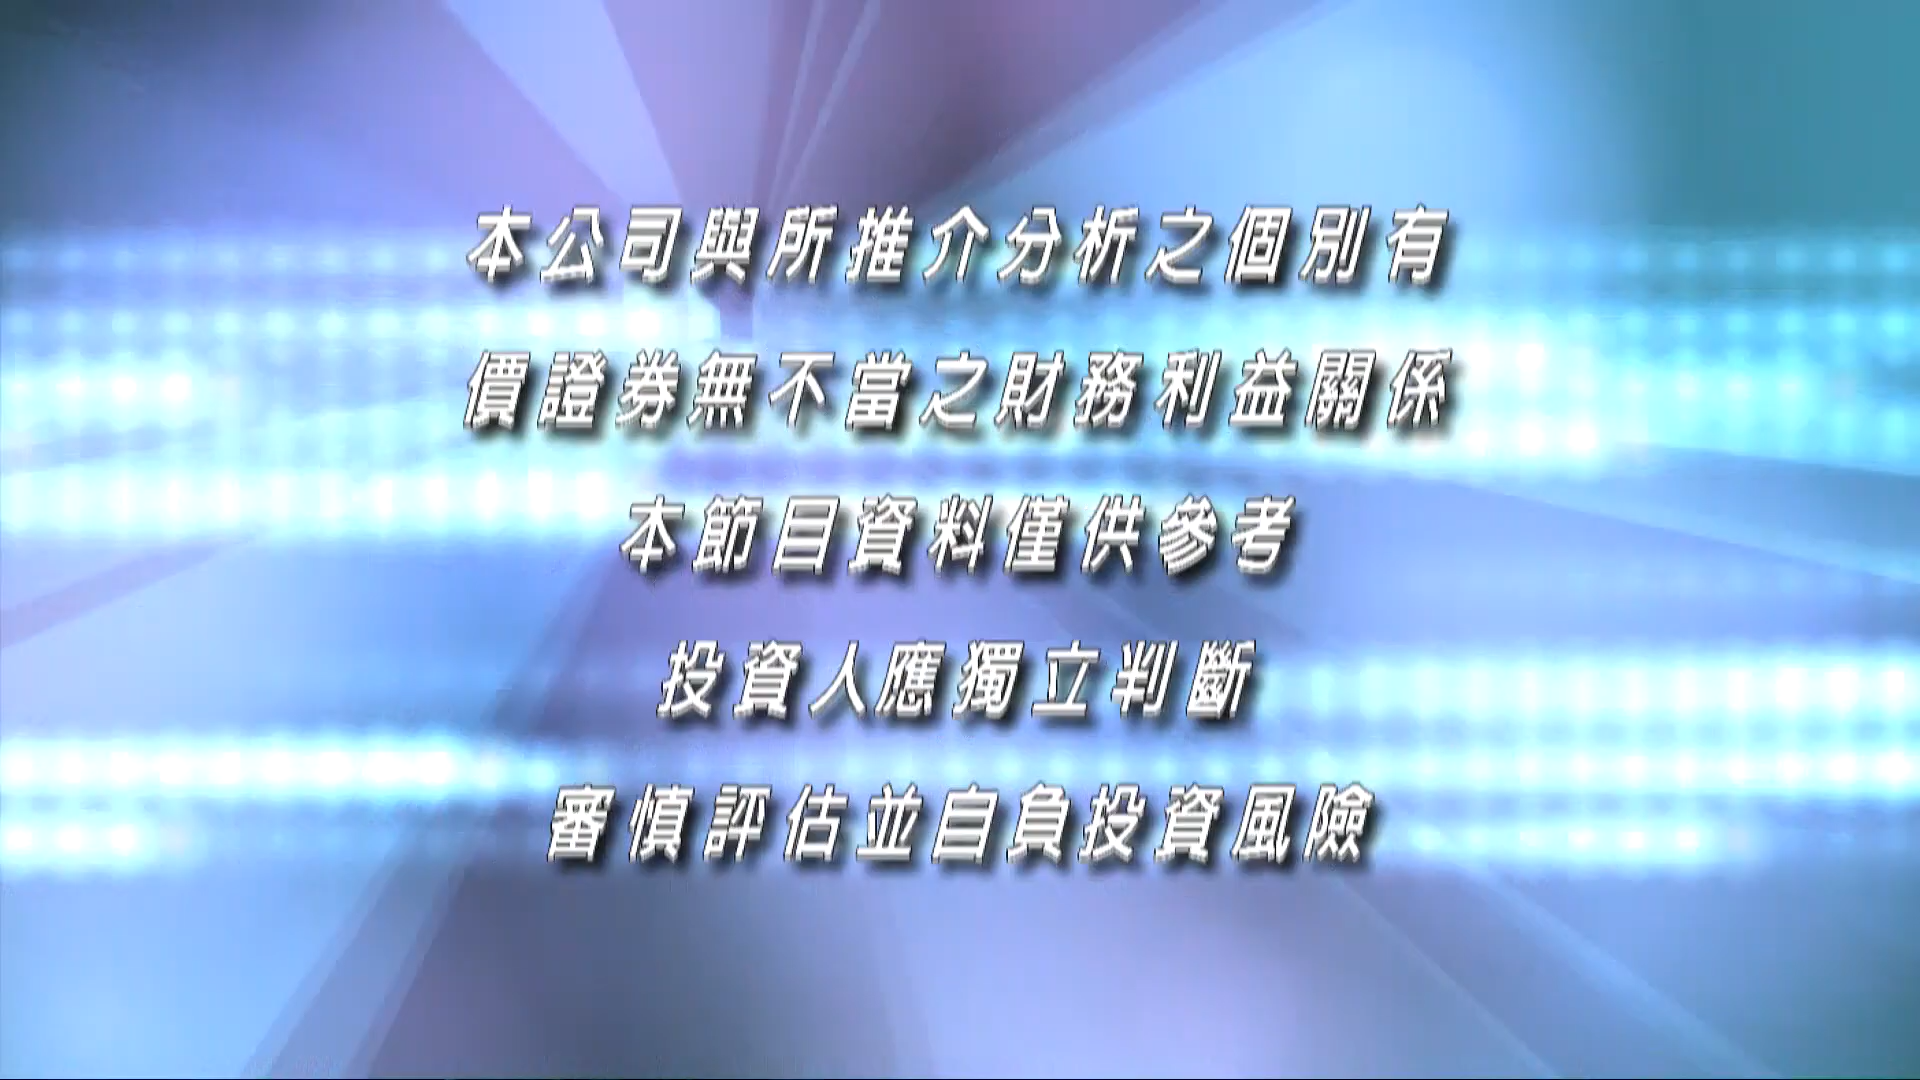 本公司與所推介分析之個別有
價證券無不當之財務利益關係
本節目資料僅供參考
投資人應獨立判斷
審慎評估並自負投資風險